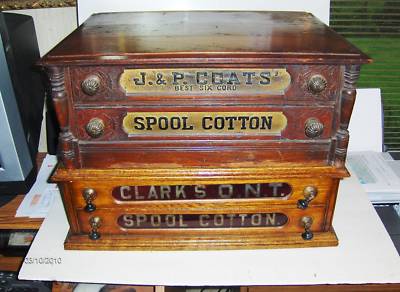 J. & P. COATS'
BEST SIX CORD
SPOOL COTTON
CLARK'S O.N.T.
SPOOL COTTON
03/10/2010